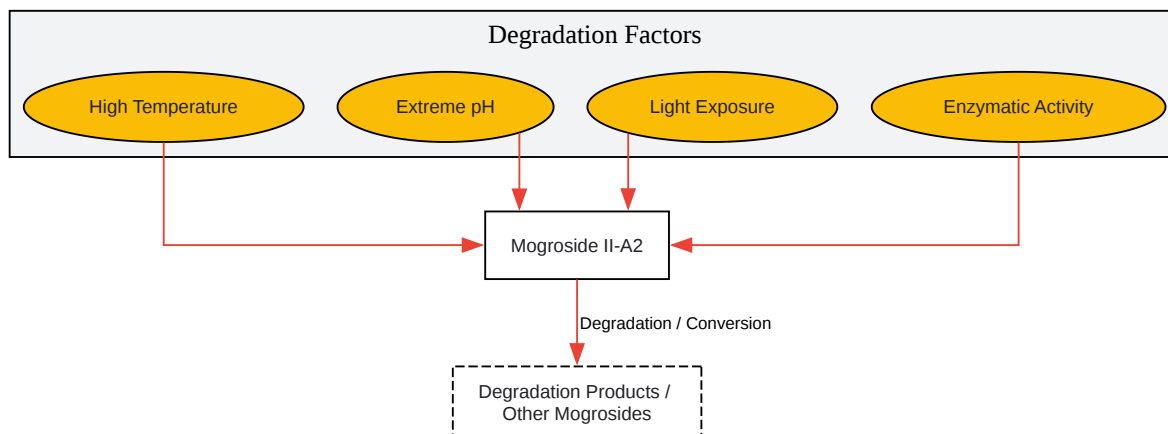 Degradation Factors
High Temperature
Extreme pH
Light Exposure
Enzymatic Activity
Mogroside II-A2
Degradation / Conversion
Degradation Products /
Other Mogrosides